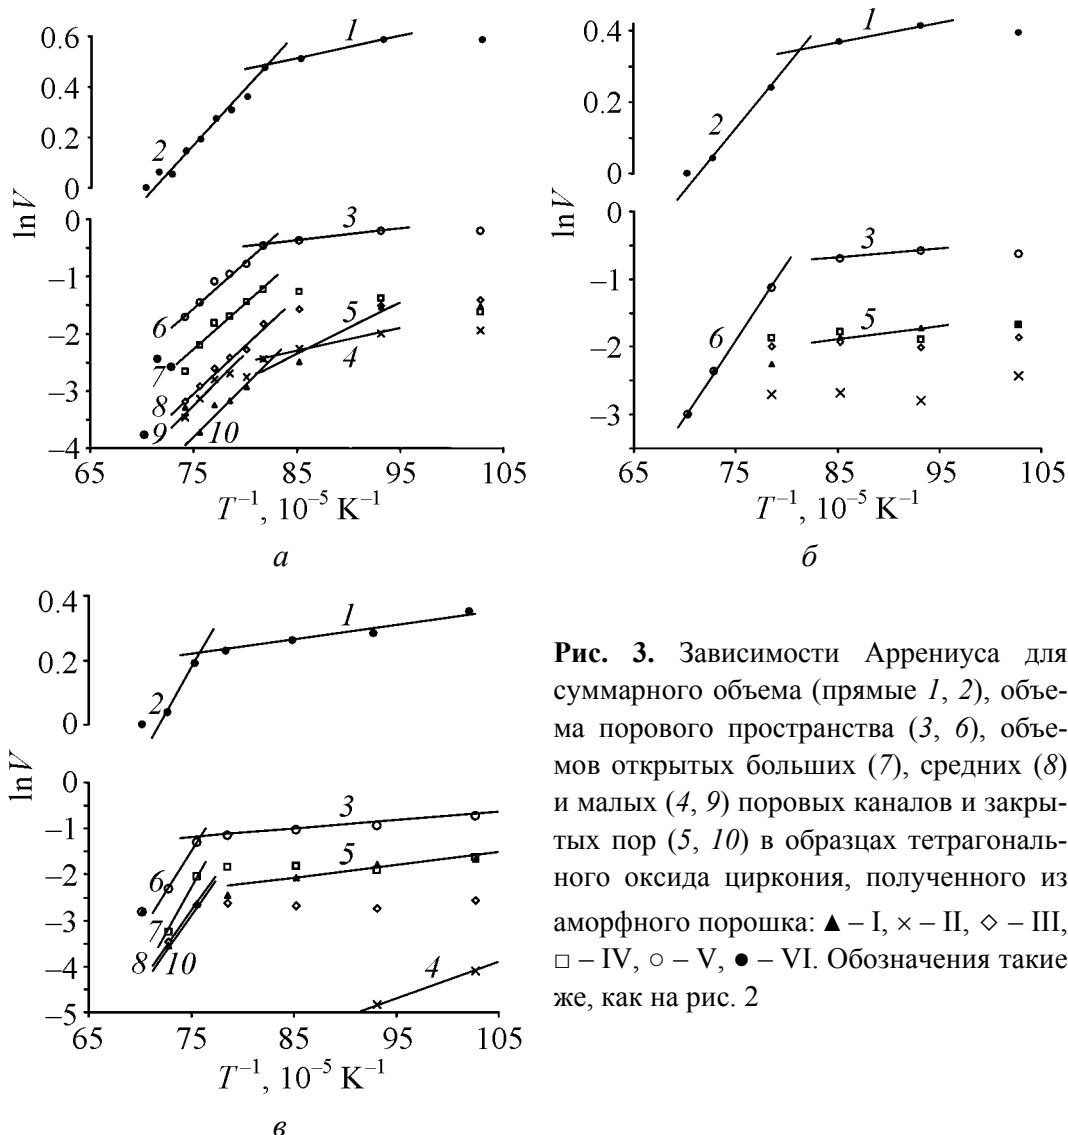 0.6
0.4
0.2
0
ln V
0
–1
–2
–3
–4
65 75 85 95 105
T⁻¹, 10⁻⁵ K⁻¹
1
2
3
4
5
6
7
8
9
10
а
0.4
0.2
0
ln V
0
–1
–2
–3
65 75 85 95 105
T⁻¹, 10⁻⁵ K⁻¹
1
2
3
5
6
б
0.4
0.2
0
ln V
0
–1
–2
–3
–4
–5
65 75 85 95 105
T⁻¹, 10⁻⁵ K⁻¹
1
2
3
5
6
7
8 10
4
в
Рис. 3. Зависимости Аррениуса для
суммарного объема (прямые 1, 2), объе-
ма порового пространства (3, 6), объе-
мов открытых больших (7), средних (8)
и малых (4, 9) поровых каналов и закры-
тых пор (5, 10) в образцах тетрагональ-
ного оксида циркония, полученного из
аморфного порошка: ▲ – I, × – II, ◇ – III,
□ – IV, ○ – V, ● – VI. Обозначения такие
же, как на рис. 2